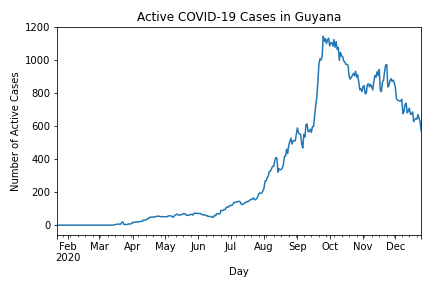 Active COVID-19 Cases in Guyana
Number of Active Cases
1200
1000
800
600
400
200
0
Feb Mar Apr May Jun Jul Aug Sep Oct Nov Dec
2020
Day